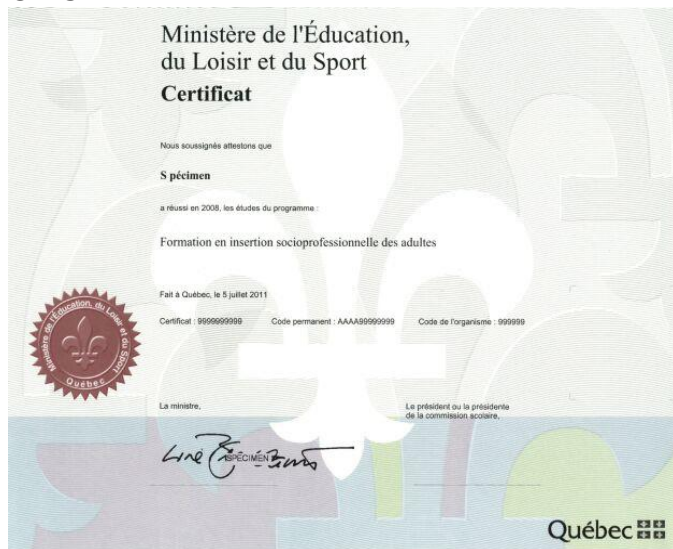 Ministère de l'Éducation,
du Loisir et du Sport
Certificat
Nous soussignés attestons que
S pécimen
a réussi en 2008, les études du programme :
Formation en insertion socioprofessionnelle des adultes
Fait à Québec, le 5 juillet 2011
Certificat : 9999999999 Code permanent : AAAA99999999 Code de l'organisme : 999999
Ministère de l'Éducation, du Loisir et du Sport
Québec
La ministre,
Le président ou la présidente
de la commission scolaire,
SPÉCIMEN
Québec